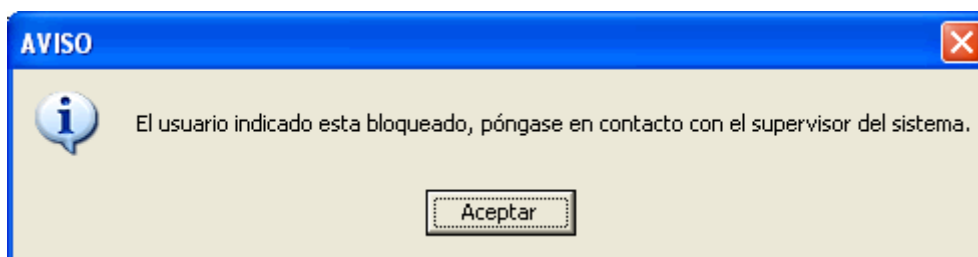 AVISO
El usuario indicado esta bloqueado, póngase en contacto con el supervisor del sistema.
Aceptar